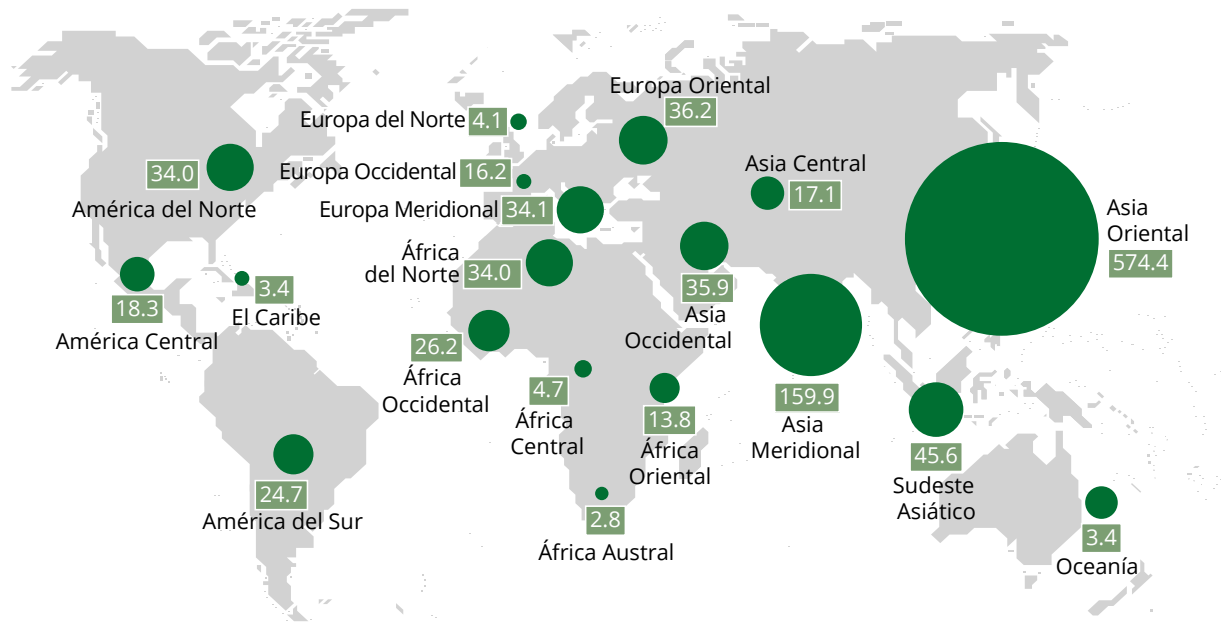 Europa Oriental
36.2
Europa del Norte 4.1
Europa Occidental 16.2
Europa Meridional 34.1
34.0
América del Norte
Asia Central
17.1
Asia
Oriental
574.4
África
del Norte 34.0
18.3
América Central
3.4
El Caribe
35.9
Asia
Occidental
26.2
África
Occidental
4.7
África
Central
13.8
África
Oriental
159.9
Asia
Meridional
45.6
Sudeste
Asiático
24.7
América del Sur
2.8
África Austral
3.4
Oceanía